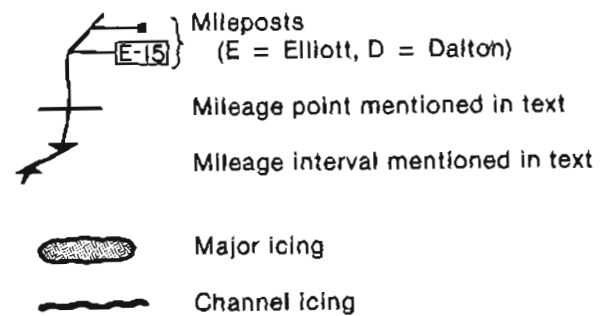 Mileposts
E-15
(E = Elliott, D = Dalton)
Mileage point mentioned in text
Mileage interval mentioned in text
Major icing
Channel icing